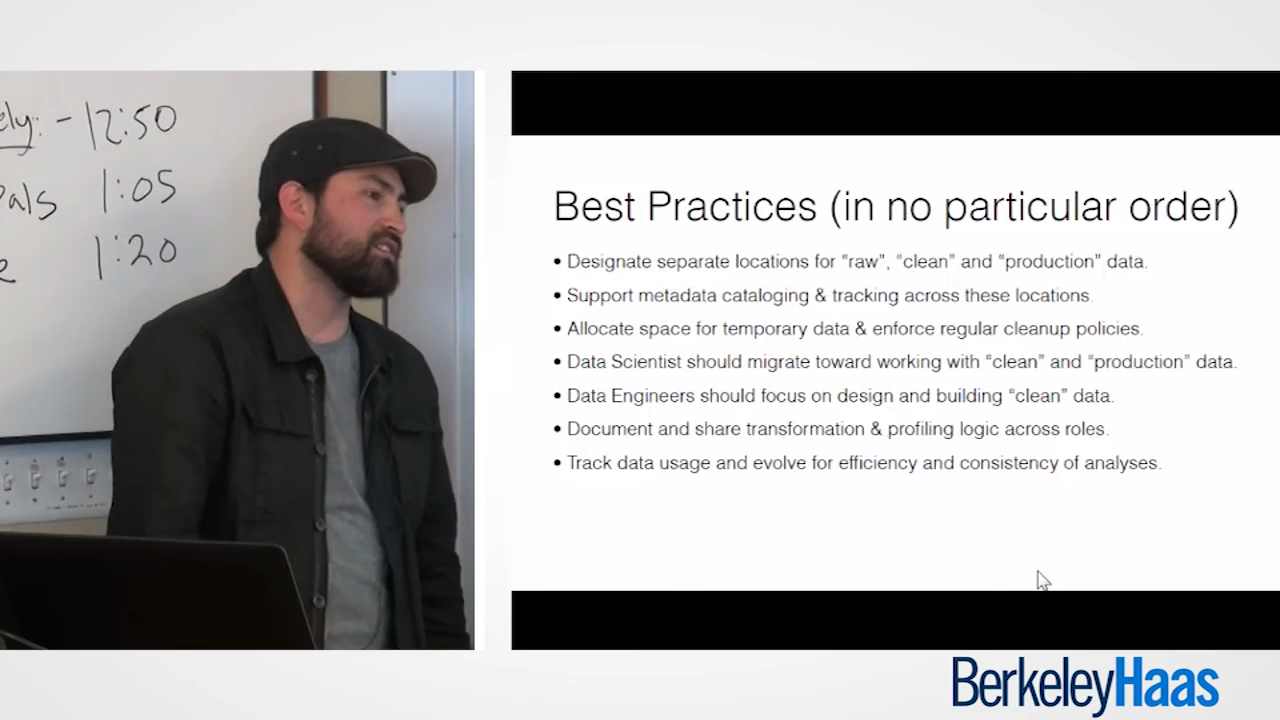 12:50
1:05
1:20
Best Practices (in no particular order)
• Designate separate locations for “raw”, “clean” and “production” data.
• Support metadata cataloging & tracking across these locations.
• Allocate space for temporary data & enforce regular cleanup policies.
• Data Scientist should migrate toward working with “clean” and “production” data.
• Data Engineers should focus on design and building “clean” data.
• Document and share transformation & profiling logic across roles.
• Track data usage and evolve for efficiency and consistency of analyses.
BerkeleyHaas